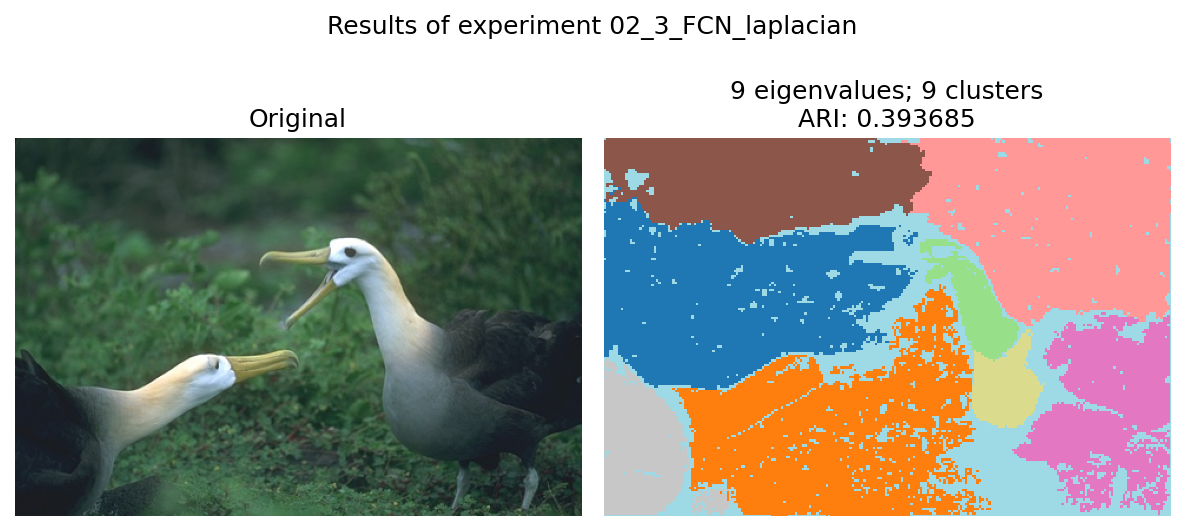 Results of experiment 02_3_FCN_laplacian
Original
9 eigenvalues; 9 clusters
ARI: 0.393685